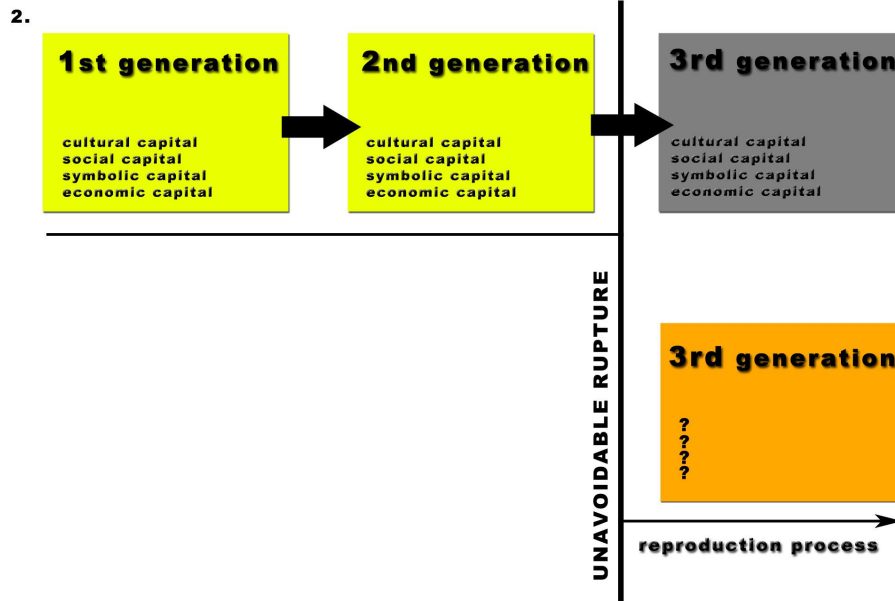 2.
1st generation
cultural capital
social capital
symbolic capital
economic capital
2nd generation
cultural capital
social capital
symbolic capital
economic capital
3rd generation
cultural capital
social capital
symbolic capital
economic capital
UNAVOIDABLE RUPTURE
3rd generation
?
?
?
?
reproduction process